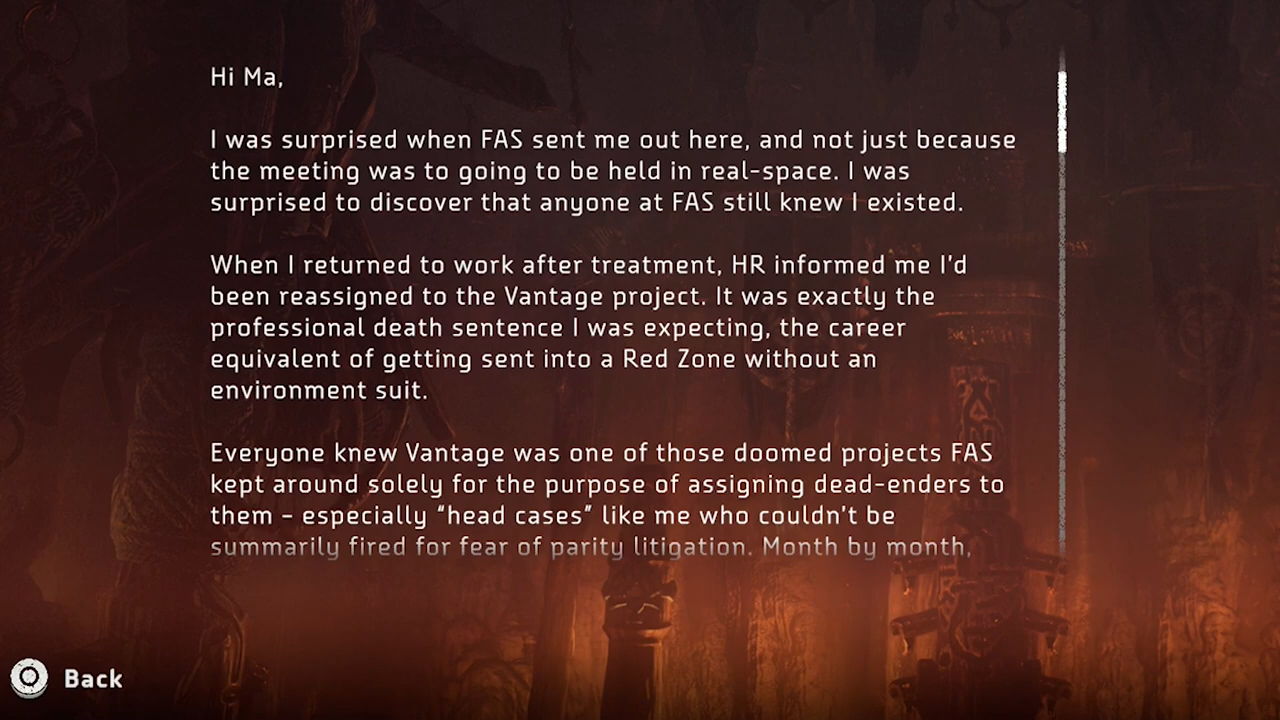 Hi Ma,
I was surprised when FAS sent me out here, and not just because
the meeting was to going to be held in real-space. I was
surprised to discover that anyone at FAS still knew I existed.
When I returned to work after treatment, HR informed me I'd
been reassigned to the Vantage project. It was exactly the
professional death sentence I was expecting, the career
equivalent of getting sent into a Red Zone without an
environment suit.
Everyone knew Vantage was one of those doomed projects FAS
kept around solely for the purpose of assigning dead-enders to
them – especially “head cases” like me who couldn't be
summarily fired for fear of parity litigation. Month by month,
Back